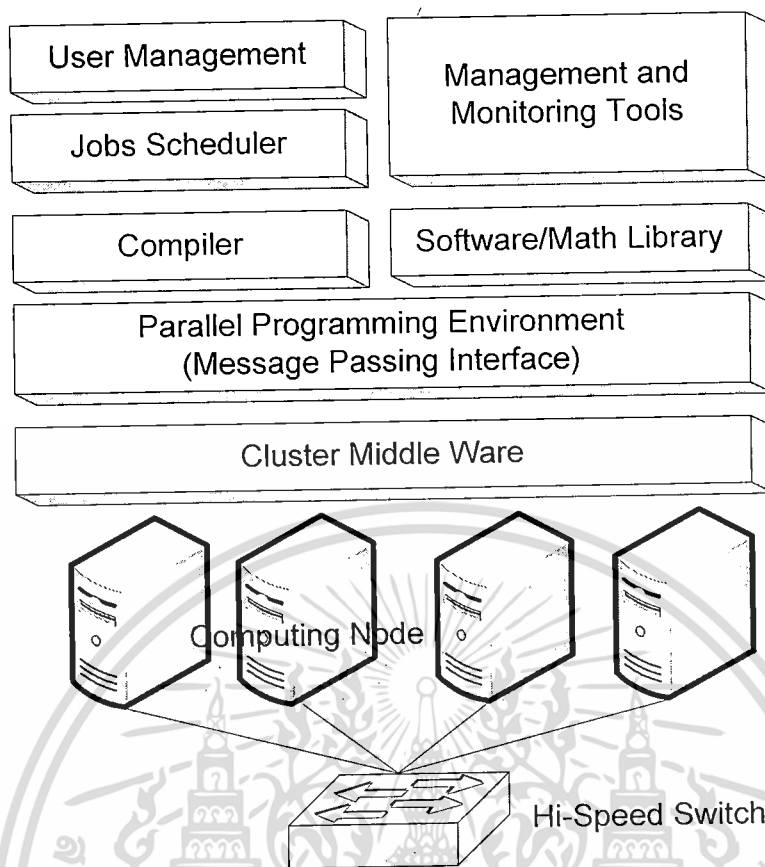 User Management
Management and
Monitoring Tools
Jobs Scheduler
Compiler
Software/Math Library
Parallel Programming Environment
(Message Passing Interface)
Cluster Middle Ware
Computing Node
Hi-Speed Switch